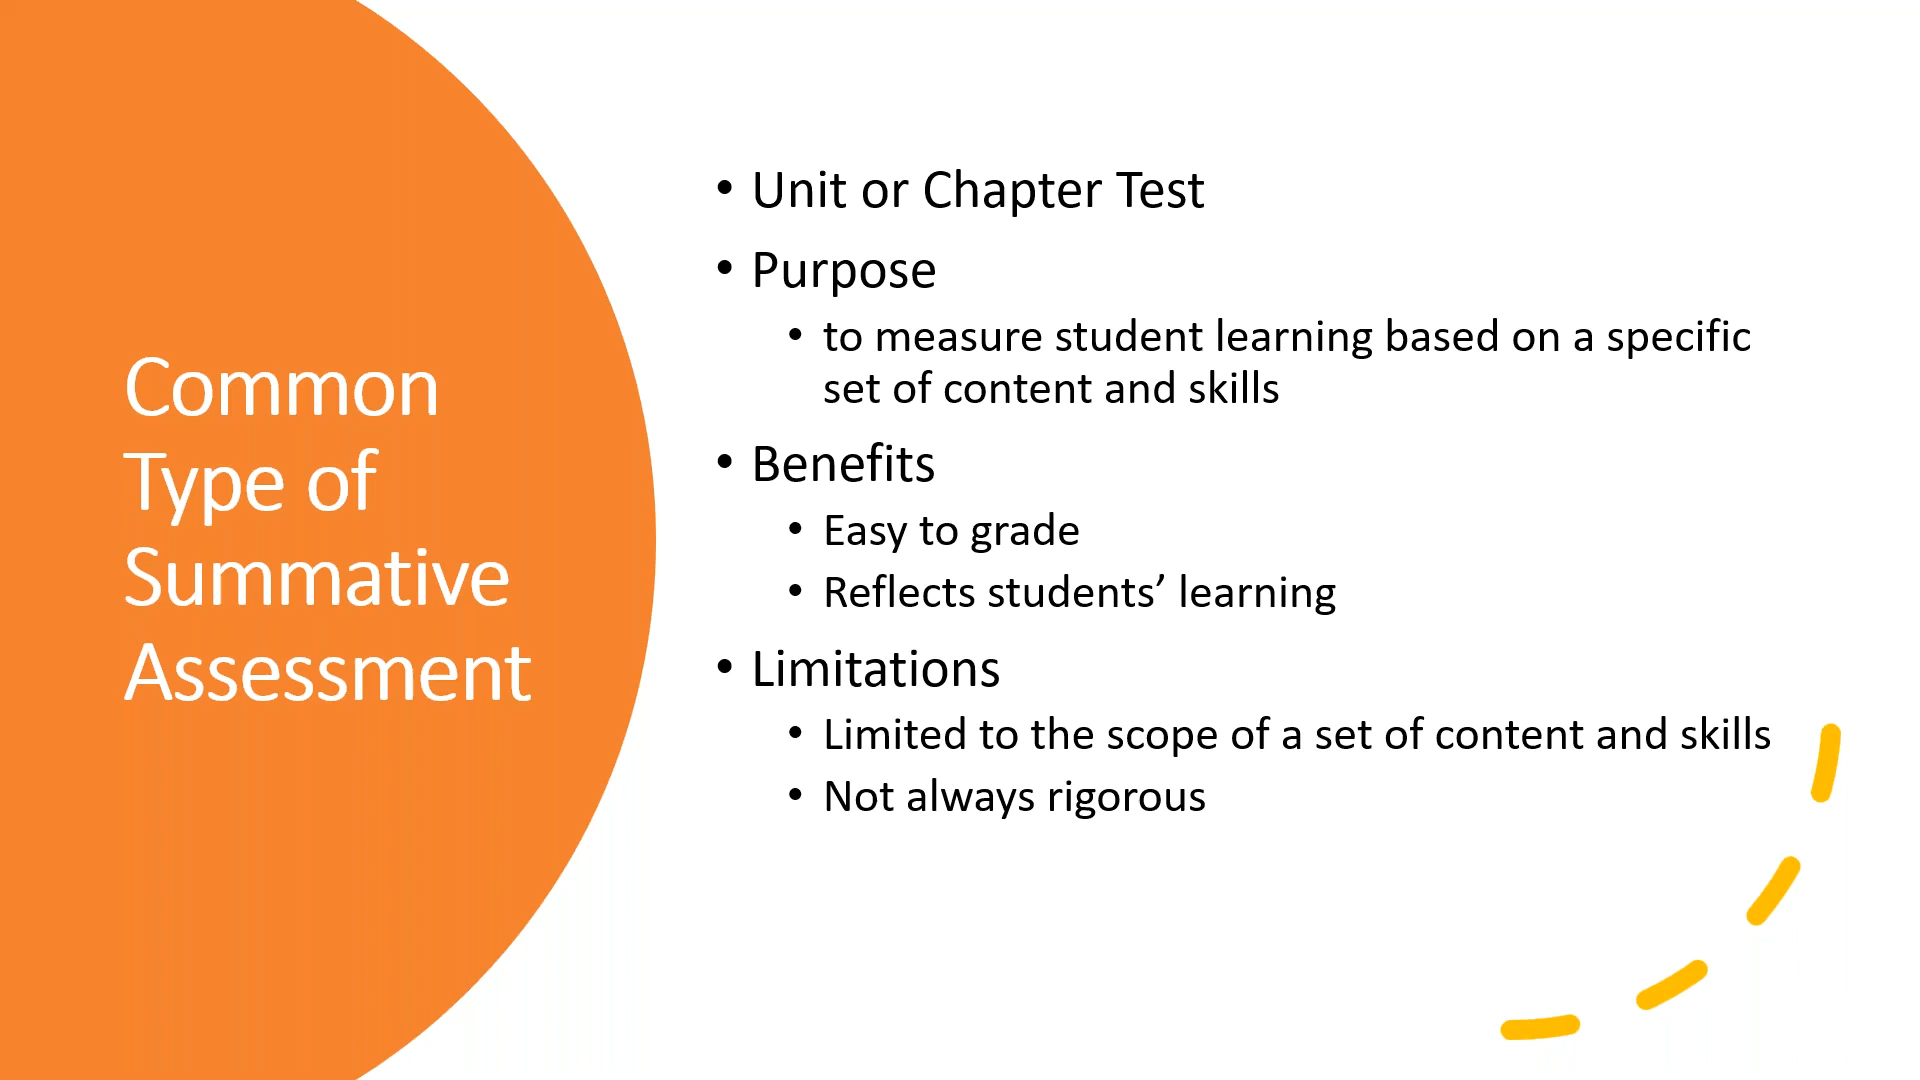 Common
Type of
Summative
Assessment
• Unit or Chapter Test
• Purpose
• to measure student learning based on a specific
set of content and skills
• Benefits
• Easy to grade
• Reflects students’ learning
• Limitations
• Limited to the scope of a set of content and skills
• Not always rigorous